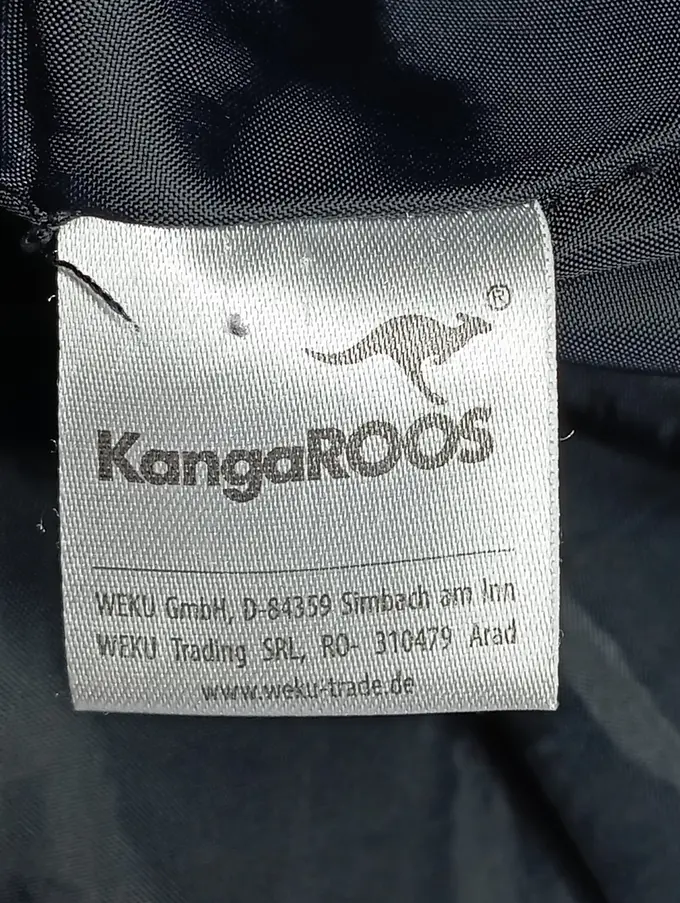 ®
KangaROOS
WEKU GmbH, D-84359 Simbach am Inn
WEKU Trading SRL, RO- 310479 Arad
www.weku-trade.de